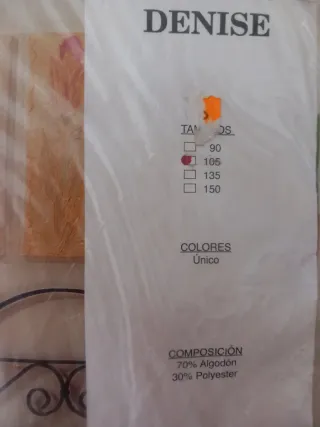 DENISE
90
105
135
150
COLORES
Único
COMPOSICIÓN
70% Algodón
30% Polyester